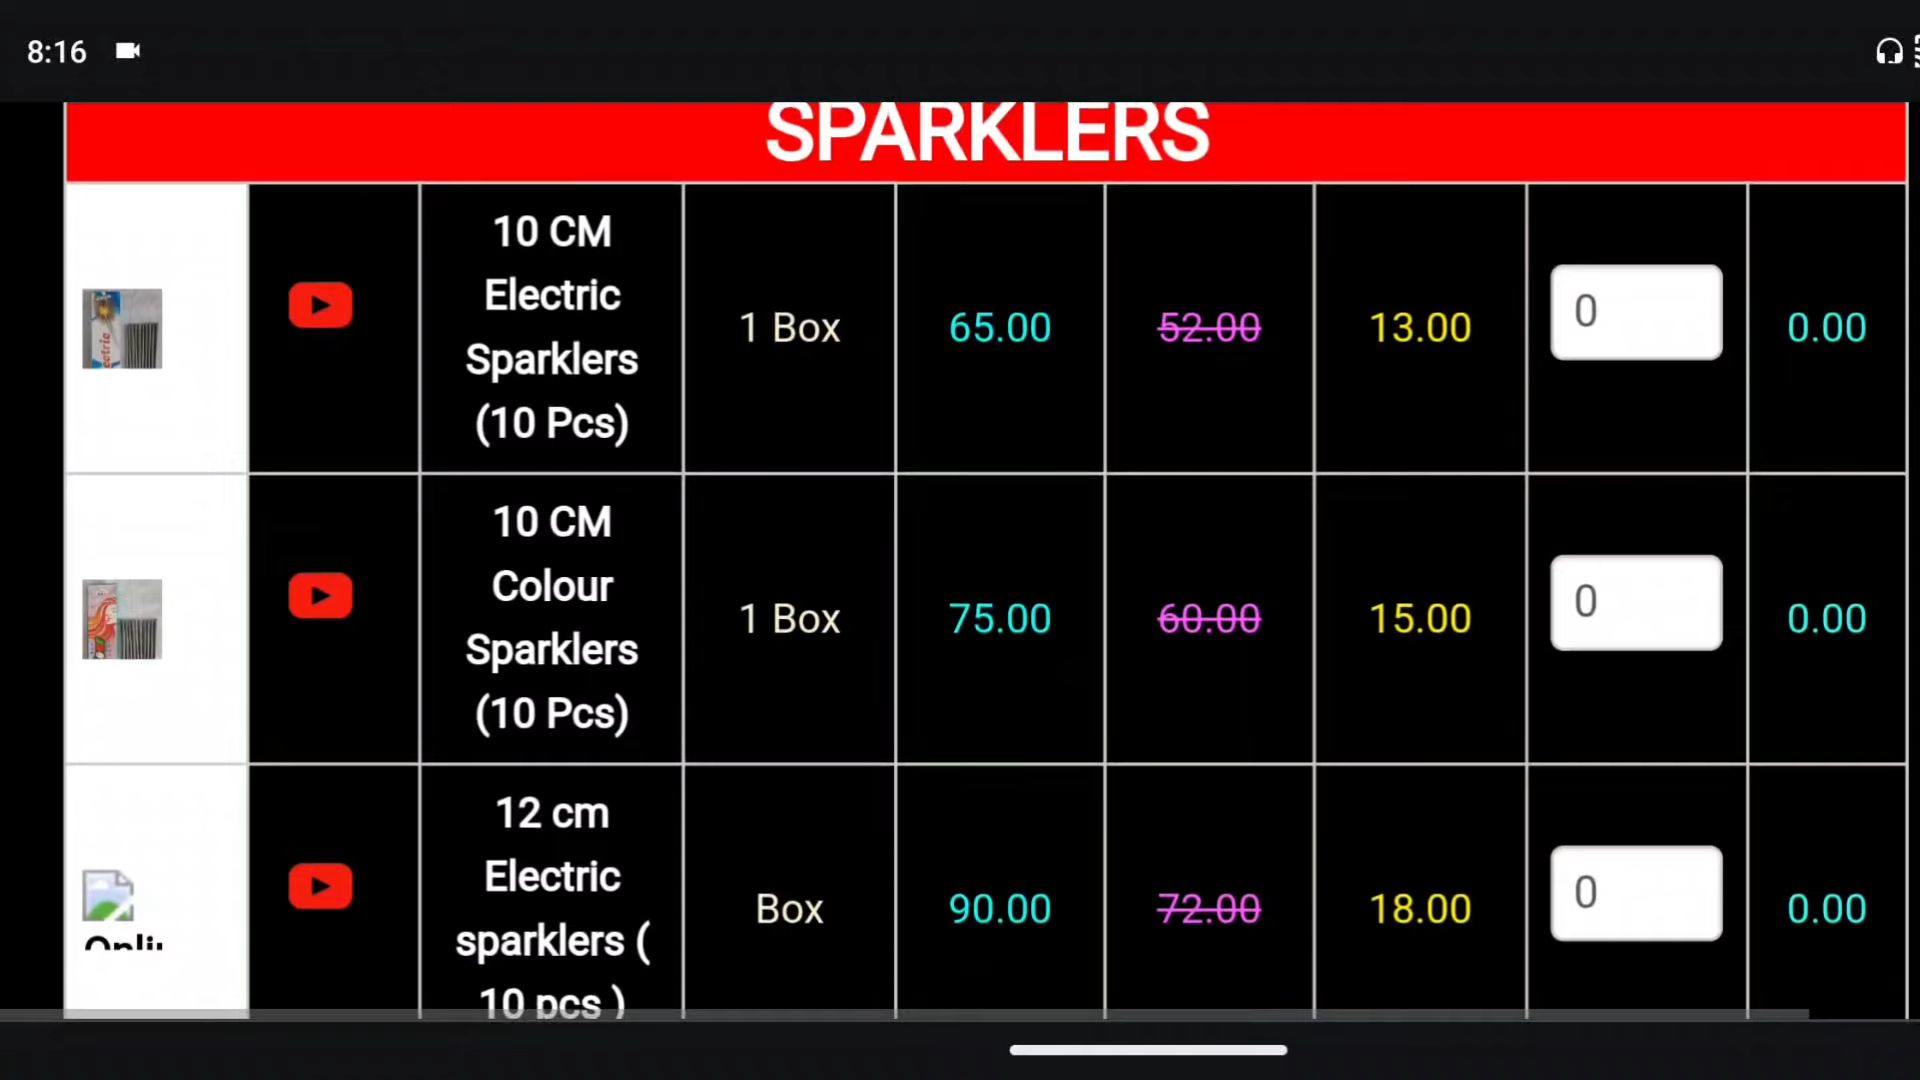 8:16
SPARKLERS
10 CM
Electric
Sparklers
(10 Pcs)
1 Box
65.00
52.00
13.00
0
0.00
10 CM
Colour
Sparklers
(10 Pcs)
1 Box
75.00
60.00
15.00
0
0.00
12 cm
Electric
sparklers (
10 pcs )
Box
90.00
72.00
18.00
0
0.00